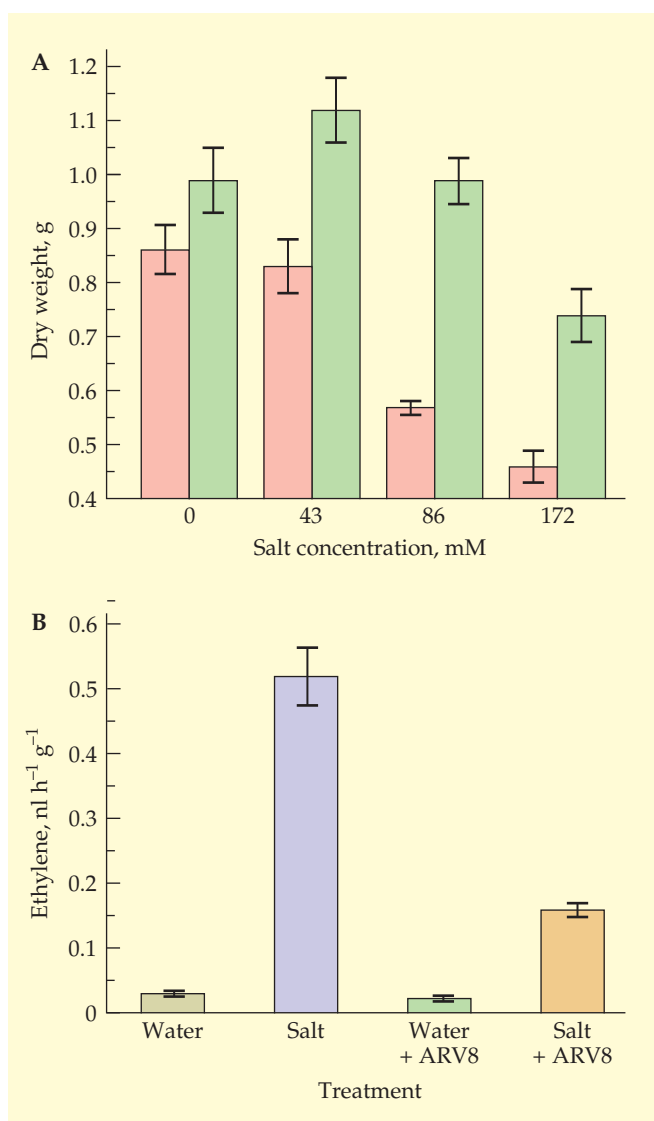 A
1.2
1.1
1.0
0.9
0.8
0.7
0.6
0.5
0.4
Dry weight, g
0 43 86 172
Salt concentration, mM
B
0.6
0.5
0.4
0.3
0.2
0.1
0
Ethylene, nl h⁻¹ g⁻¹
Water Salt Water Salt
+ ARV8 + ARV8
Treatment